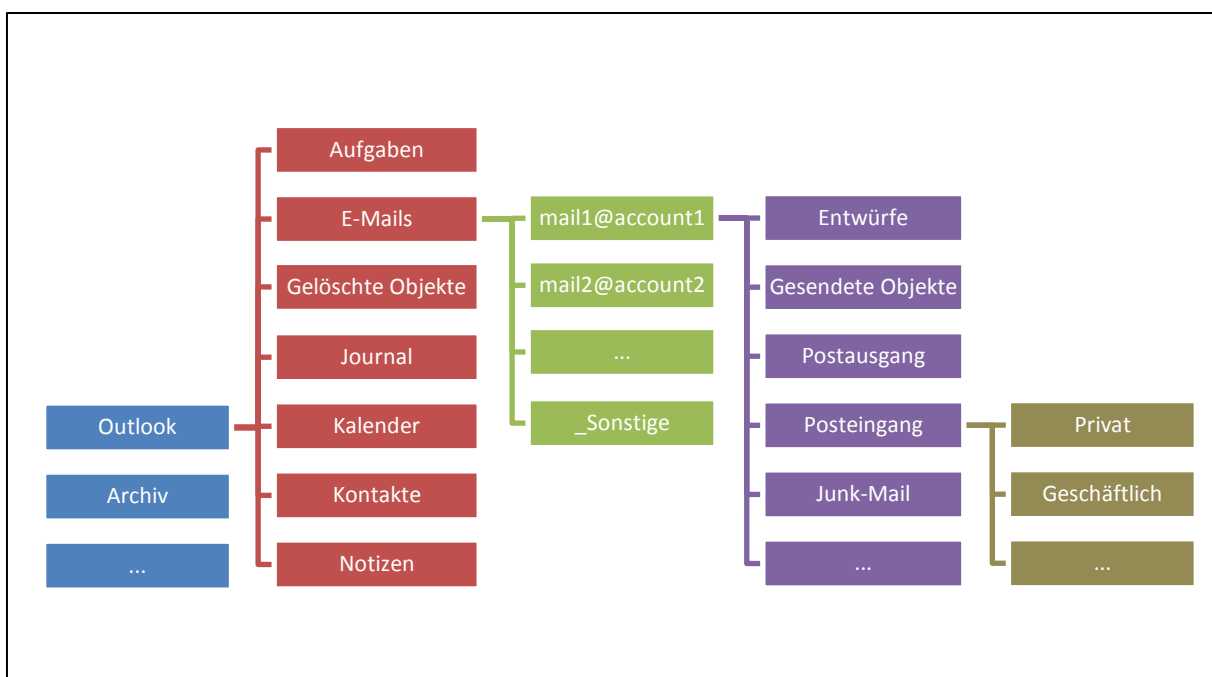 Outlook
Archiv
...
Aufgaben
E-Mails
Gelöschte Objekte
Journal
Kalender
Kontakte
Notizen
mail1@account1
mail2@account2
...
_Sonstige
Entwürfe
Gesendete Objekte
Postausgang
Posteingang
Junk-Mail
...
Privat
Geschäftlich
...